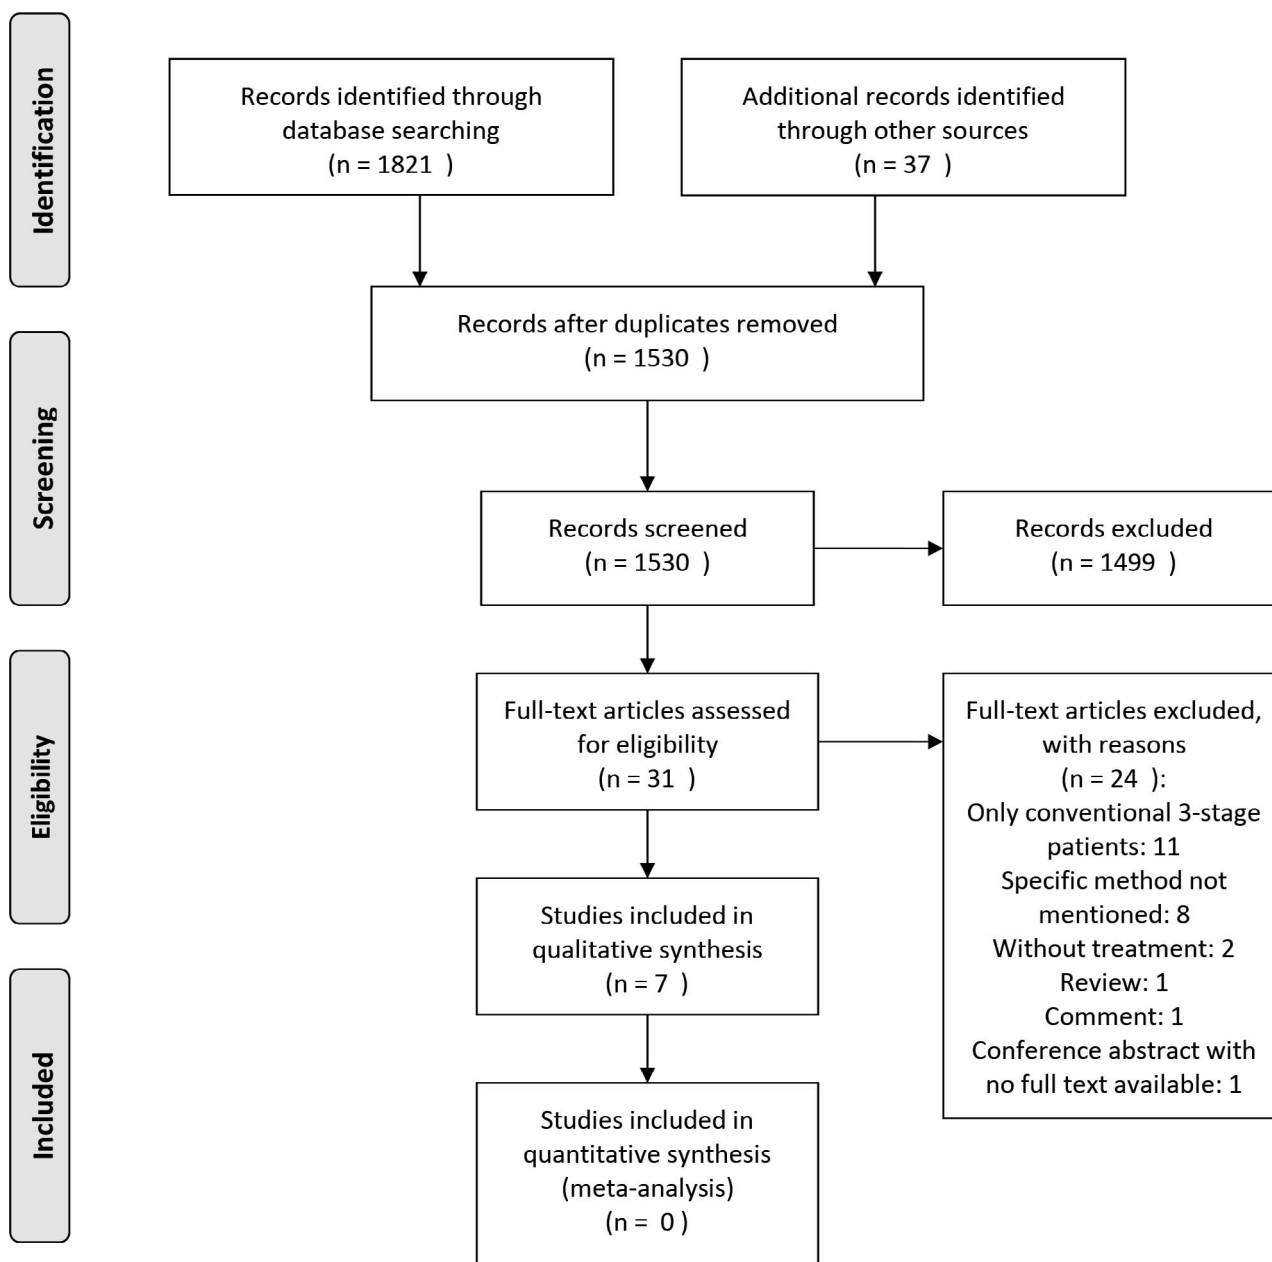 Identification
Records identified through
database searching
(n = 1821  )
Additional records identified
through other sources
(n = 37  )
Records after duplicates removed
(n = 1530  )
Screening
Records screened
(n = 1530  )
Records excluded
(n = 1499  )
Eligibility
Full-text articles assessed
for eligibility
(n = 31  )
Full-text articles excluded,
with reasons
(n = 24  ):
Only conventional 3-stage
patients: 11
Specific method not
mentioned: 8
Without treatment: 2
Review: 1
Comment: 1
Conference abstract with
no full text available: 1
Studies included in
qualitative synthesis
(n = 7  )
Included
Studies included in
quantitative synthesis
(meta-analysis)
(n =  0 )